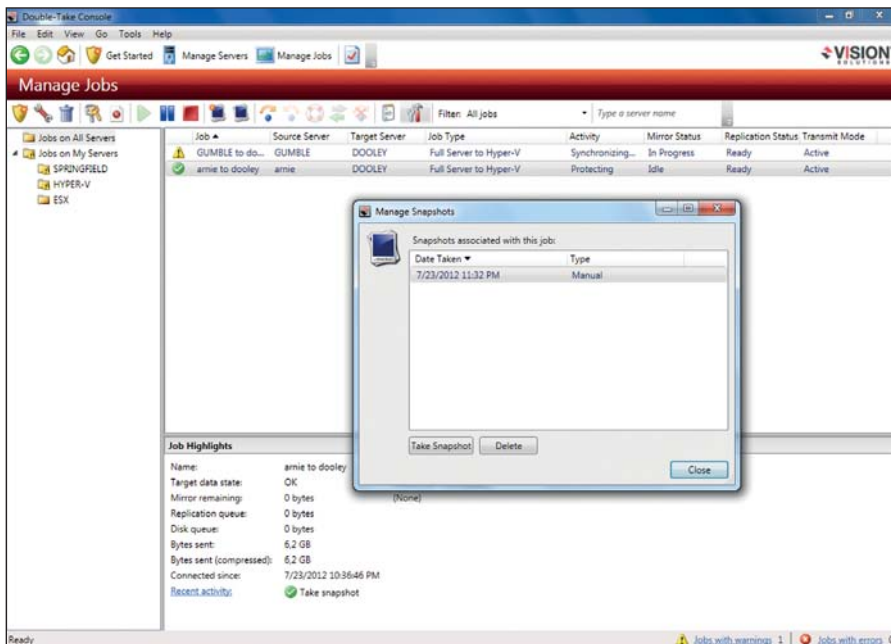 Double-Take Console
File Edit View Go Tools Help
Get Started Manage Servers Manage Jobs
VISION
SOLUTIONS
Manage Jobs
Filter: All jobs Type a server name
Jobs on All Servers
Jobs on My Servers
SPRINGFIELD
HYPER-V
ESX
Job Source Server Target Server Job Type Activity Mirror Status Replication Status Transmit Mode
GUMBLE to do... GUMBLE DOOLEY Full Server to Hyper-V Synchronizing... In Progress Ready Active
arnie to dooley arnie DOOLEY Full Server to Hyper-V Protecting Idle Ready Active
Manage Snapshots
Snapshots associated with this job:
Date Taken Type
7/23/2012 11:32 PM Manual
Take Snapshot Delete
Close
Job Highlights
Name: arnie to dooley
Target data state: OK
Mirror remaining: 0 bytes (None)
Replication queue: 0 bytes
Disk queue: 0 bytes
Bytes sent: 6,2 GB
Bytes sent (compressed): 6,2 GB
Connected since: 7/23/2012 10:36:46 PM
Recent activity: Take snapshot
Ready
Jobs with warnings 1 Jobs with errors